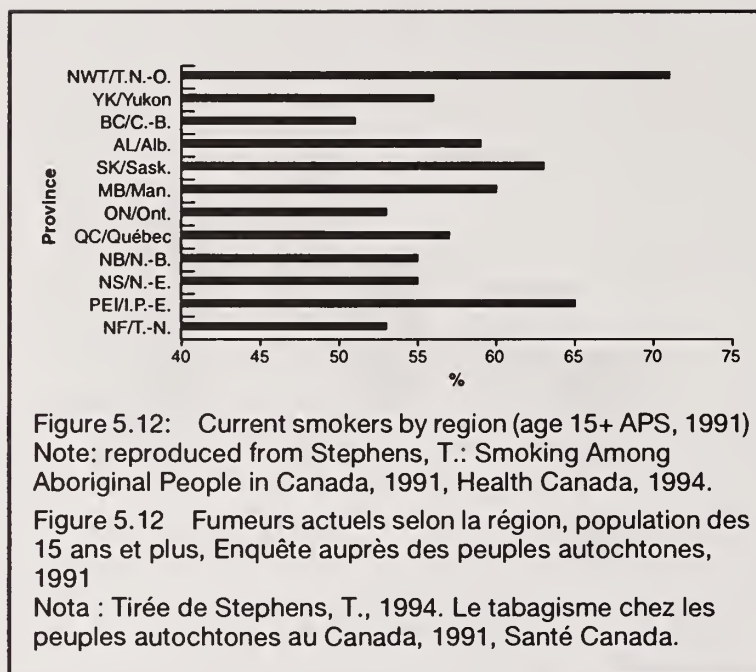 Province
NWT/T.N.-O.
YK/Yukon
BC/C.-B.
AL/Alb.
SK/Sask.
MB/Man.
ON/Ont.
QC/Québec
NB/N.-B.
NS/N.-E.
PEI/I.P.-E.
NF/T.-N.
40 45 50 55 60 65 70 75
%
Figure 5.12: Current smokers by region (age 15+ APS, 1991)
Note: reproduced from Stephens, T.: Smoking Among
Aboriginal People in Canada, 1991, Health Canada, 1994.
Figure 5.12 Fumeurs actuels selon la région, population des
15 ans et plus, Enquête auprès des peuples autochtones,
1991
Nota : Tirée de Stephens, T., 1994. Le tabagisme chez les
peuples autochtones au Canada, 1991, Santé Canada.